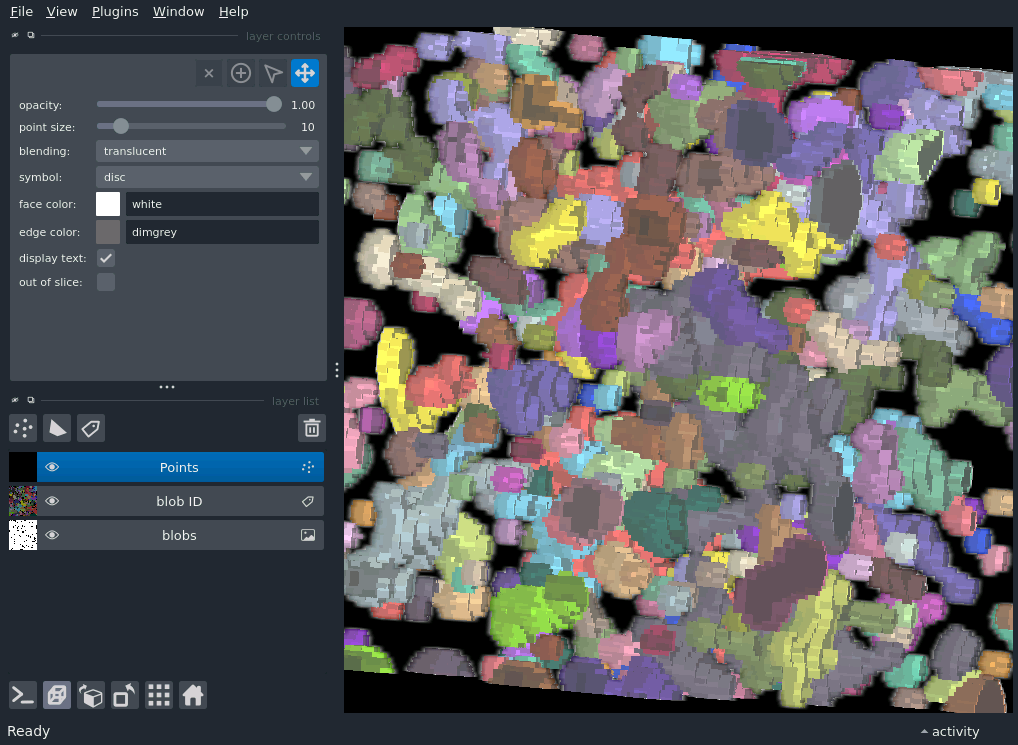 File View Plugins Window Help
layer controls
opacity: 1.00
point size: 10
blending: translucent
symbol: disc
face color: white
edge color: dimgrey
display text:
out of slice:
layer list
Points
blob ID
blobs
Ready activity